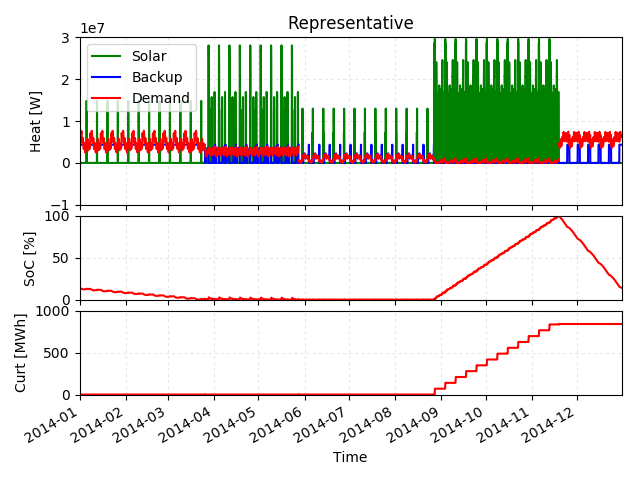 Representative
1e7
Heat [W]
3
2
1
0
−1
Solar
Backup
Demand
SoC [%]
100
50
0
Curt [MWh]
1000
500
0
2014-01
2014-02
2014-03
2014-04
2014-05
2014-06
2014-07
2014-08
2014-09
2014-10
2014-11
2014-12
Time